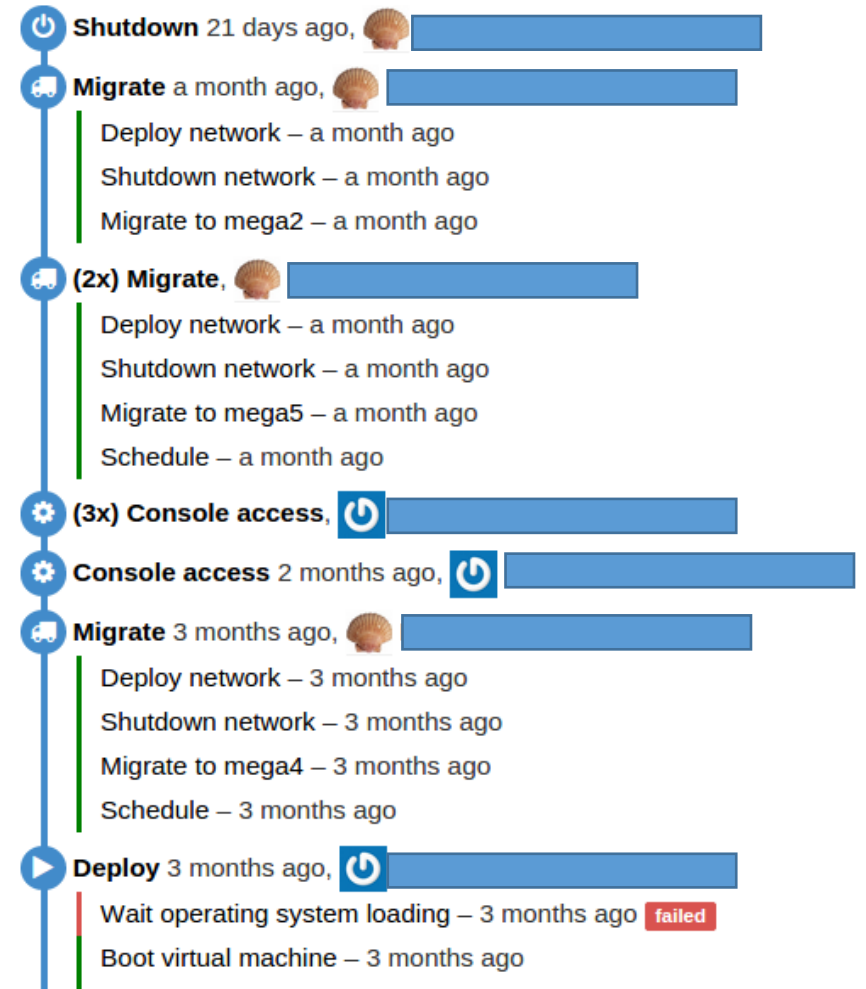 Shutdown 21 days ago,
Migrate a month ago,
Deploy network – a month ago
Shutdown network – a month ago
Migrate to mega2 – a month ago
(2x) Migrate,
Deploy network – a month ago
Shutdown network – a month ago
Migrate to mega5 – a month ago
Schedule – a month ago
(3x) Console access,
Console access 2 months ago,
Migrate 3 months ago,
Deploy network – 3 months ago
Shutdown network – 3 months ago
Migrate to mega4 – 3 months ago
Schedule – 3 months ago
Deploy 3 months ago,
Wait operating system loading – 3 months ago failed
Boot virtual machine – 3 months ago